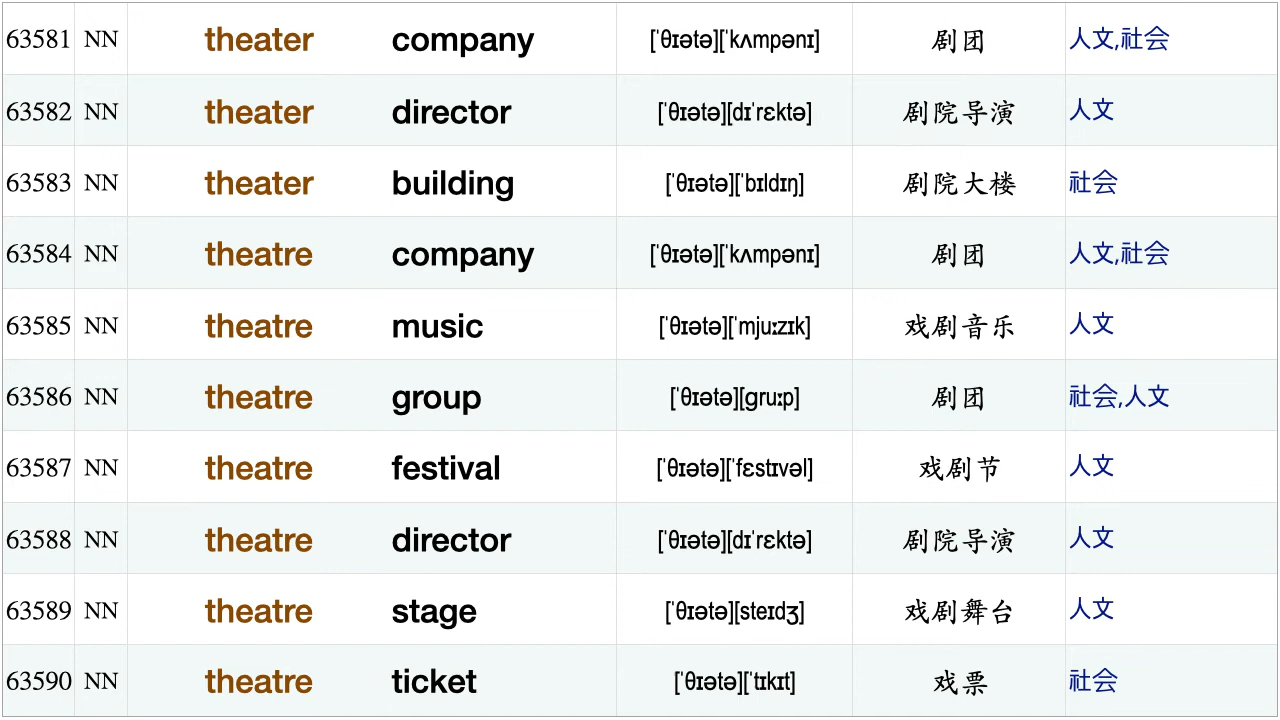 63581 NN theater company [ˈθɪətə][ˈkʌmpənɪ] 剧团 人文,社会
63582 NN theater director [ˈθɪətə][dɪˈrɛktə] 剧院导演 人文
63583 NN theater building [ˈθɪətə][ˈbɪldɪŋ] 剧院大楼 社会
63584 NN theatre company [ˈθɪətə][ˈkʌmpənɪ] 剧团 人文,社会
63585 NN theatre music [ˈθɪətə][ˈmjuːzɪk] 戏剧音乐 人文
63586 NN theatre group [ˈθɪətə][gruːp] 剧团 社会,人文
63587 NN theatre festival [ˈθɪətə][ˈfɛstɪvəl] 戏剧节 人文
63588 NN theatre director [ˈθɪətə][dɪˈrɛktə] 剧院导演 人文
63589 NN theatre stage [ˈθɪətə][steɪdʒ] 戏剧舞台 人文
63590 NN theatre ticket [ˈθɪətə][ˈtɪkɪt] 戏票 社会